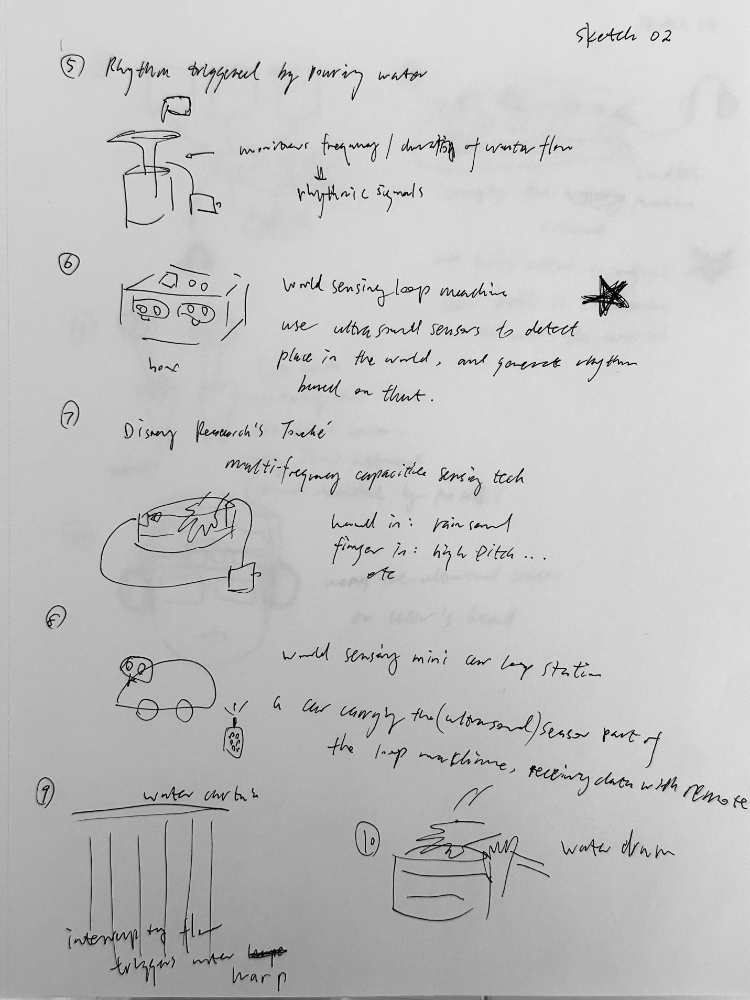 Sketch 02
⑤ Rhythm triggered by pouring water
monitors frequency / duration of water flow
rhythmic signals
⑥
World sensing loop machine
use ultrasound sensors to detect
place in the world, and generate rhythm
based on that.
box
⑦
Disney Research's Touché
multi-frequency capacitive sensing tech
hand in: rain sound
finger in: high pitch ...
etc
⑧
world sensing mini car loop station
a car carrying the (ultrasound) sensor part of
the loop machine, receiving data with remote
⑨
water curtain
interrupting flow
triggers water
harp
⑩
water drum